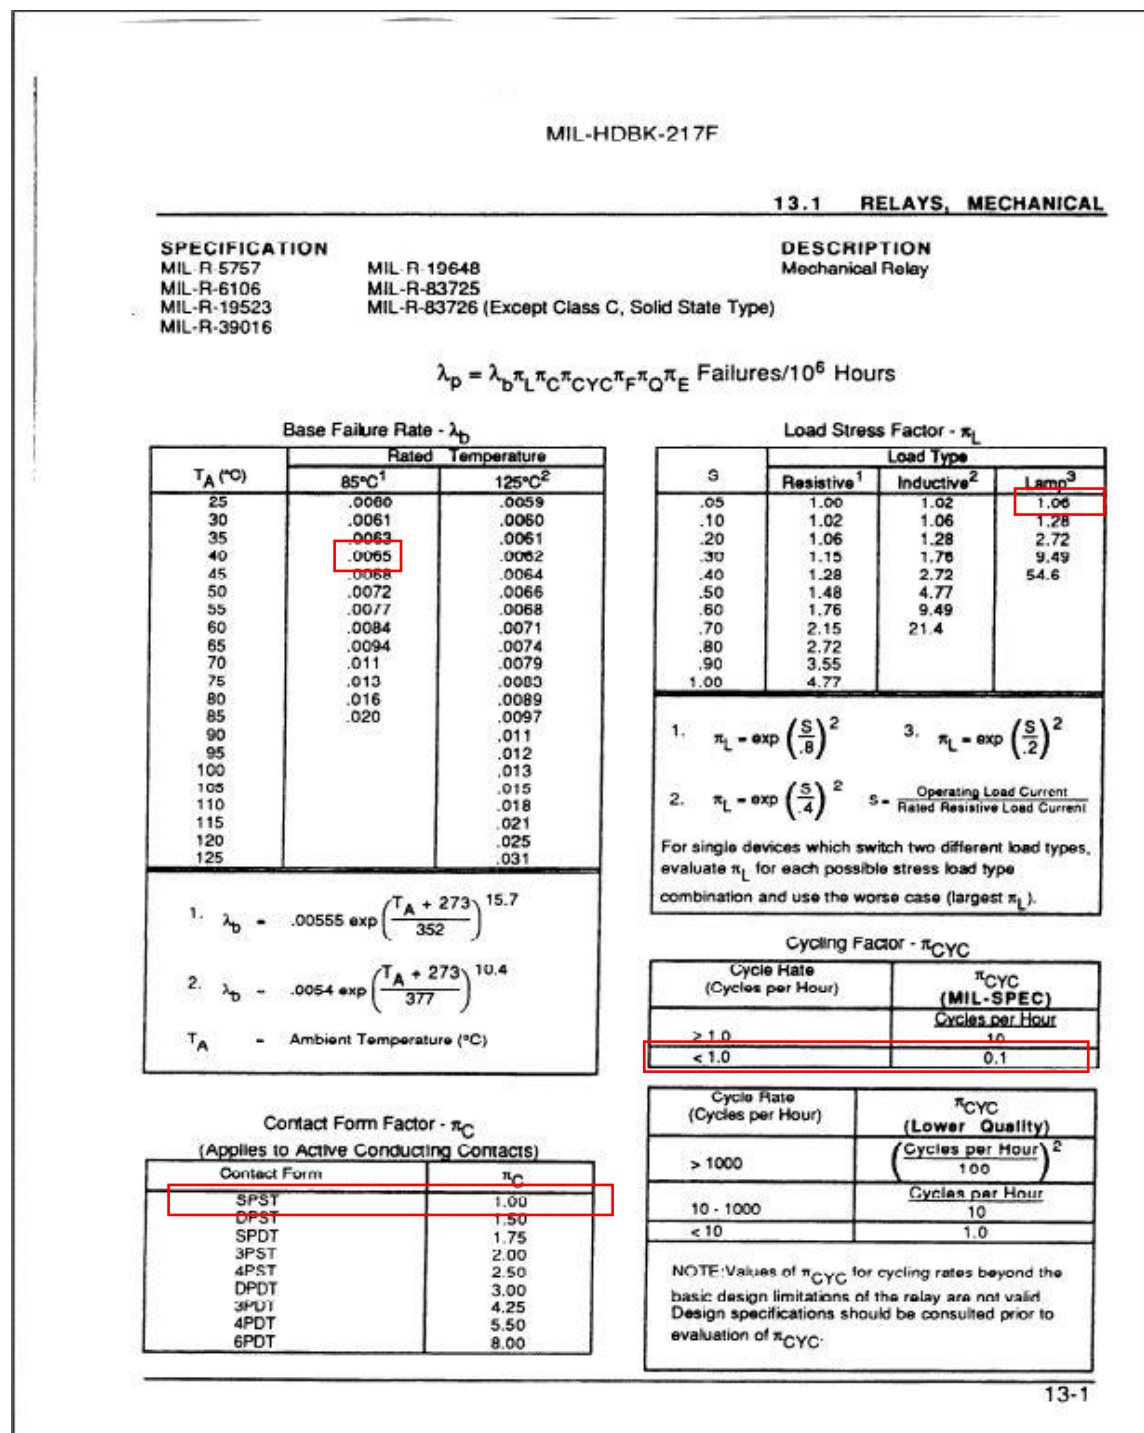 MIL-HDBK-217F
13.1 RELAYS, MECHANICAL
SPECIFICATION
MIL-R-5757 MIL-R-19648
MIL-R-6106 MIL-R-83725
MIL-R-19523 MIL-R-83726 (Except Class C, Solid State Type)
MIL-R-39016
DESCRIPTION
Mechanical Relay
λp = λbπLπCπCYCπFπQπE Failures/10⁶ Hours
Base Failure Rate - λb
Rated Temperature
TA (°C) 85°C¹ 125°C²
25 .0060 .0059
30 .0061 .0060
35 .0063 .0061
40 .0065 .0062
45 .0068 .0064
50 .0072 .0066
55 .0077 .0068
60 .0084 .0071
65 .0094 .0074
70 .011 .0079
75 .013 .0083
80 .016 .0089
85 .020 .0097
90 .011
95 .012
100 .013
105 .015
110 .018
115 .021
120 .025
125 .031
1. λb = .00555 exp (TA + 273 / 352) 15.7
2. λb = .0054 exp (TA + 273 / 377) 10.4
TA = Ambient Temperature (°C)
Contact Form Factor - πC
(Applies to Active Conducting Contacts)
Contact Form πC
SPST 1.00
DPST 1.50
SPDT 1.75
3PST 2.00
4PST 2.50
DPDT 3.00
3PDT 4.25
4PDT 5.50
6PDT 8.00
Load Stress Factor - πL
Load Type
S Resistive¹ Inductive² Lamp³
.05 1.00 1.02 1.06
.10 1.02 1.06 1.28
.20 1.06 1.28 2.72
.30 1.15 1.76 9.49
.40 1.28 2.72 54.6
.50 1.48 4.77
.60 1.76 9.49
.70 2.15 21.4
.80 2.72
.90 3.55
1.00 4.77
1. πL = exp (S / .8)² 3. πL = exp (S / .2)²
2. πL = exp (S / .4)² S = Operating Load Current / Rated Resistive Load Current
For single devices which switch two different load types,
evaluate πL for each possible stress load type
combination and use the worse case (largest πL).
Cycling Factor - πCYC
Cycle Rate πCYC
(Cycles per Hour) (MIL-SPEC)
≥ 1.0 Cycles per Hour / 10
< 1.0 0.1
Cycle Rate πCYC
(Cycles per Hour) (Lower Quality)
> 1000 (Cycles per Hour / 100)²
10 - 1000 Cycles per Hour / 10
< 10 1.0
NOTE:Values of πCYC for cycling rates beyond the
basic design limitations of the relay are not valid.
Design specifications should be consulted prior to
evaluation of πCYC.
13-1